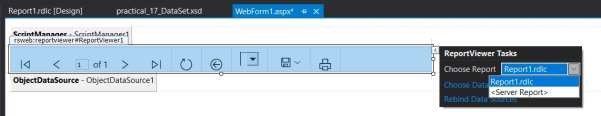 Report1.rdlc [Design]
practical_17_DataSet.xsd
WebForm1.aspx*
ScriptManager - ScriptManager1
rsweb:reportviewer#ReportViewer1
1 of 1
ObjectDataSource - ObjectDataSource1
ReportViewer Tasks
Choose Report Report1.rdlc
Report1.rdlc
<Server Report>
Choose Data
Rebind Data Sources